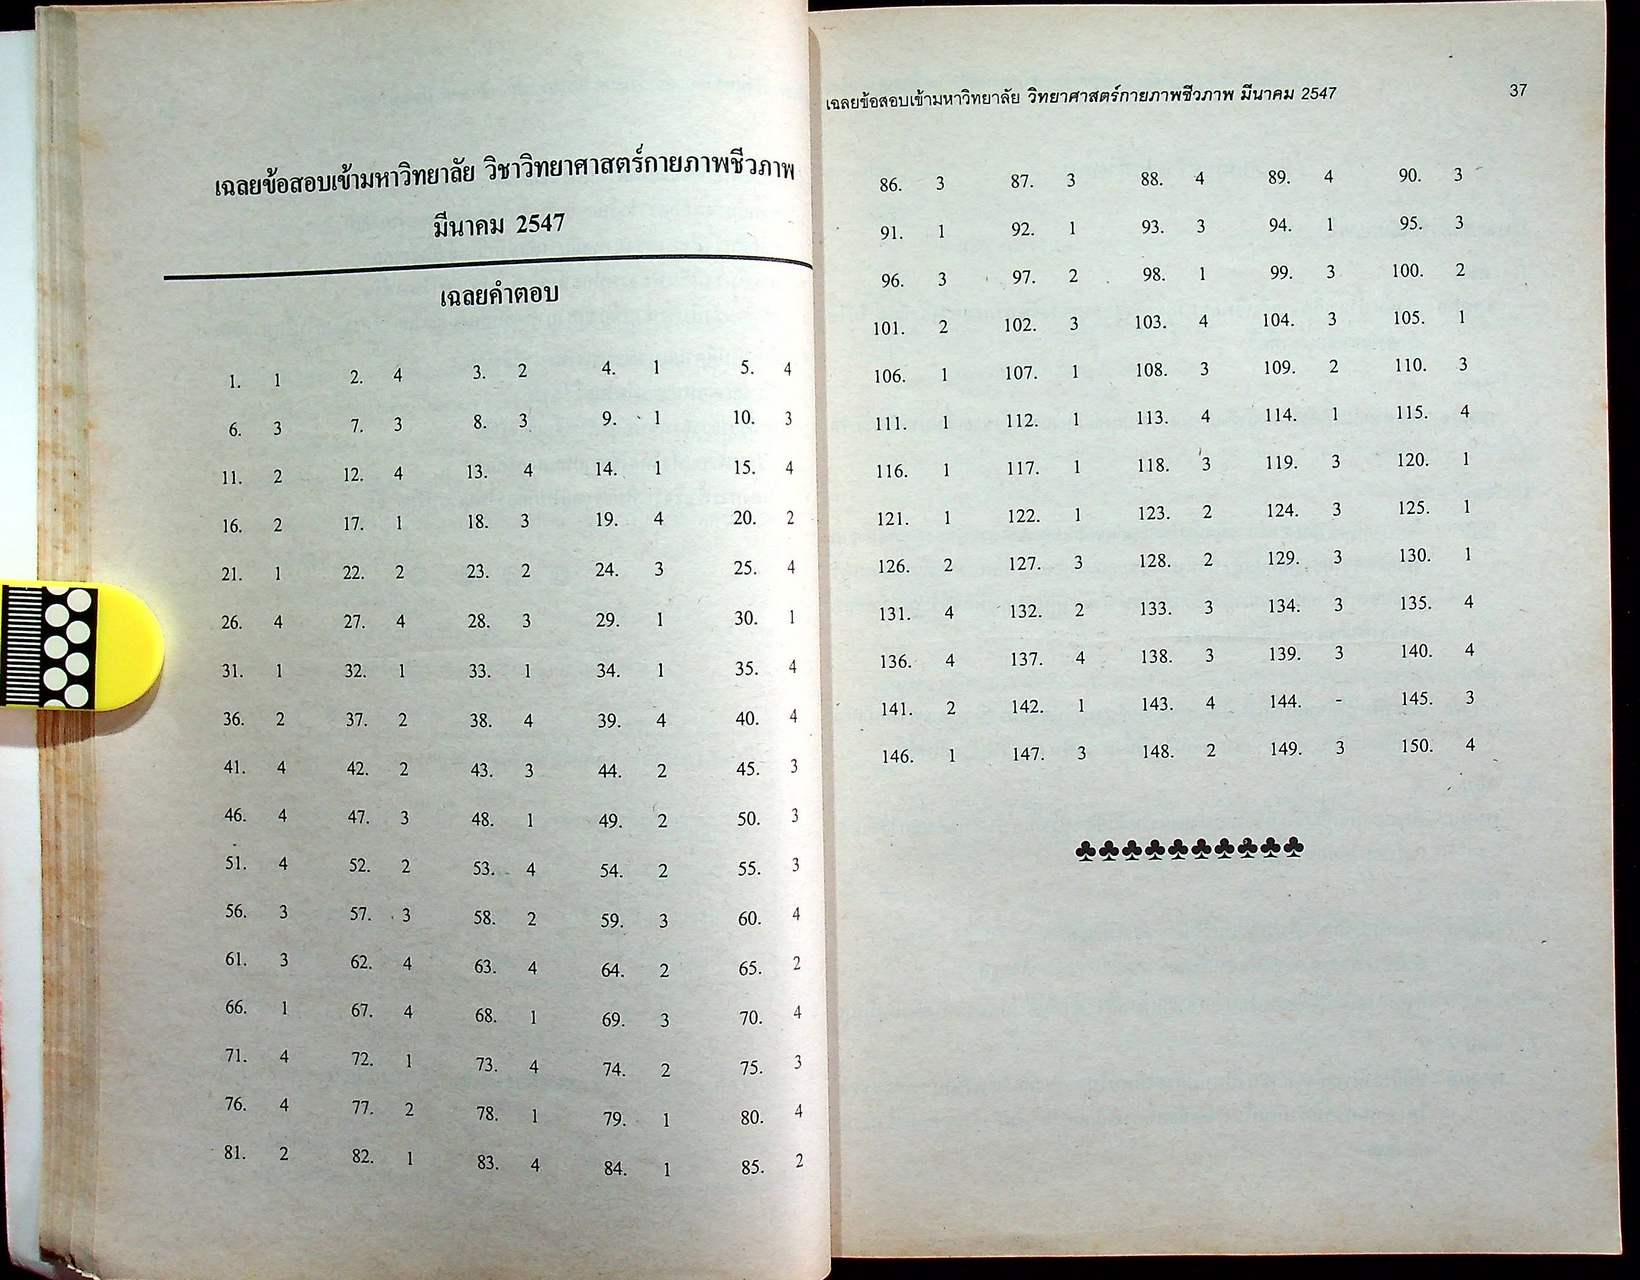 เฉลยข้อสอบเข้ามหาวิทยาลัย วิชาวิทยาศาสตร์กายภาพชีวภาพ
มีนาคม 2547
เฉลยคำตอบ
1. 1 2. 4 3. 2 4. 1 5. 4
6. 3 7. 3 8. 3 9. 1 10. 3
11. 2 12. 4 13. 4 14. 1 15. 4
16. 2 17. 1 18. 3 19. 4 20. 2
21. 1 22. 2 23. 2 24. 3 25. 4
26. 4 27. 4 28. 3 29. 1 30. 1
31. 1 32. 1 33. 1 34. 1 35. 4
36. 2 37. 2 38. 4 39. 4 40. 4
41. 4 42. 2 43. 3 44. 2 45. 3
46. 4 47. 3 48. 1 49. 2 50. 3
51. 4 52. 2 53. 4 54. 2 55. 3
56. 3 57. 3 58. 2 59. 3 60. 4
61. 3 62. 4 63. 4 64. 2 65. 2
66. 1 67. 4 68. 1 69. 3 70. 4
71. 4 72. 1 73. 4 74. 2 75. 3
76. 4 77. 2 78. 1 79. 1 80. 4
81. 2 82. 1 83. 4 84. 1 85. 2
เฉลยข้อสอบเข้ามหาวิทยาลัย วิทยาศาสตร์กายภาพชีวภาพ มีนาคม 2547 37
86. 3 87. 3 88. 4 89. 4 90. 3
91. 1 92. 1 93. 3 94. 1 95. 3
96. 3 97. 2 98. 1 99. 3 100. 2
101. 2 102. 3 103. 4 104. 3 105. 1
106. 1 107. 1 108. 3 109. 2 110. 3
111. 1 112. 1 113. 4 114. 1 115. 4
116. 1 117. 1 118. 3 119. 3 120. 1
121. 1 122. 1 123. 2 124. 3 125. 1
126. 2 127. 3 128. 2 129. 3 130. 1
131. 4 132. 2 133. 3 134. 3 135. 4
136. 4 137. 4 138. 3 139. 3 140. 4
141. 2 142. 1 143. 4 144. - 145. 3
146. 1 147. 3 148. 2 149. 3 150. 4